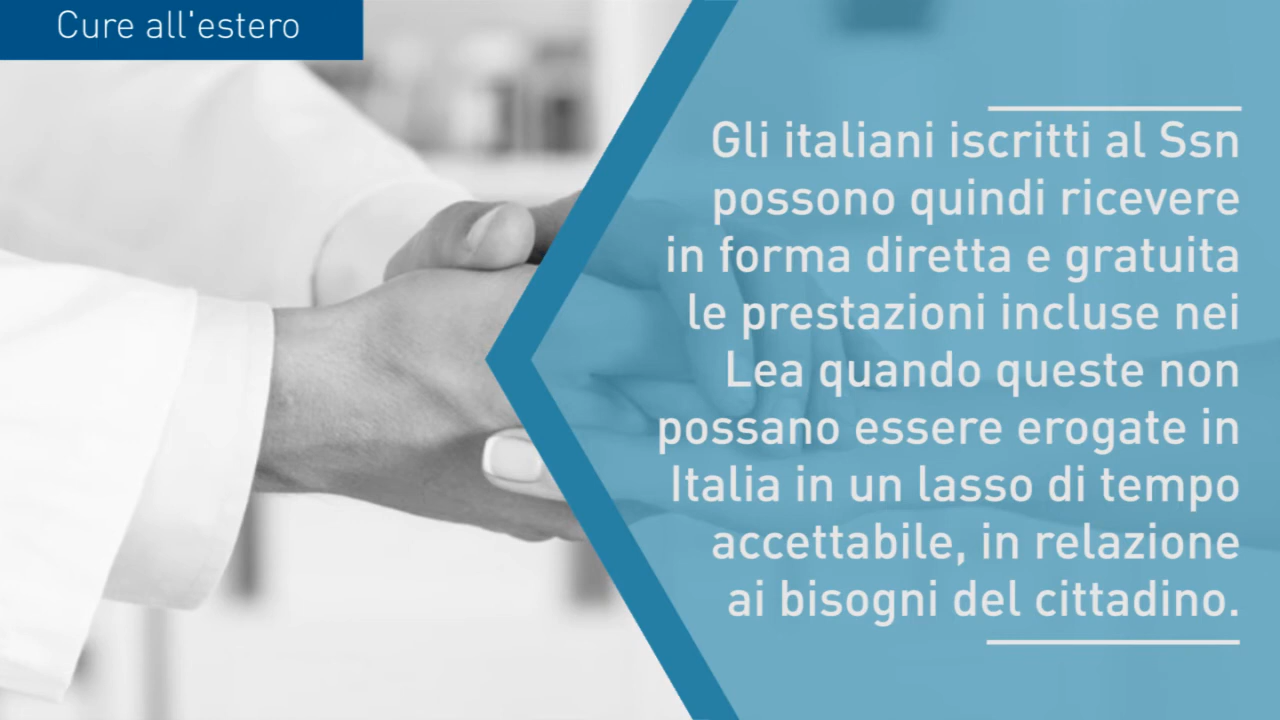 Cure all'estero
Gli italiani iscritti al Ssn
possono quindi ricevere
in forma diretta e gratuita
le prestazioni incluse nei
Lea quando queste non
possano essere erogate in
Italia in un lasso di tempo
accettabile, in relazione
ai bisogni del cittadino.